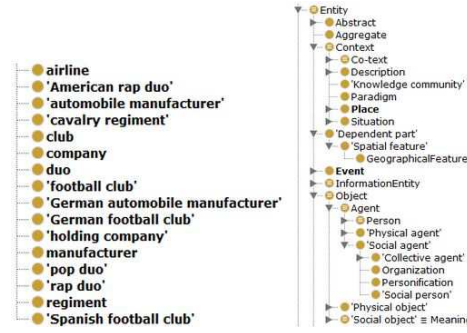 airline
'American rap duo'
'automobile manufacturer'
'cavalry regiment'
club
company
duo
'football club'
'German automobile manufacturer'
'German football club'
'holding company'
manufacturer
'pop duo'
'rap duo'
regiment
'Spanish football club'
Entity
Abstract
Aggregate
Context
Co-text
Description
'Knowledge community'
Paradigm
Place
Situation
'Dependent part'
'Spatial feature'
GeographicalFeature
Event
InformationEntity
Object
Agent
Person
'Physical agent'
'Social agent'
'Collective agent'
Organization
Personification
'Social person'
'Physical object'
'Social object' ≡ Meaning